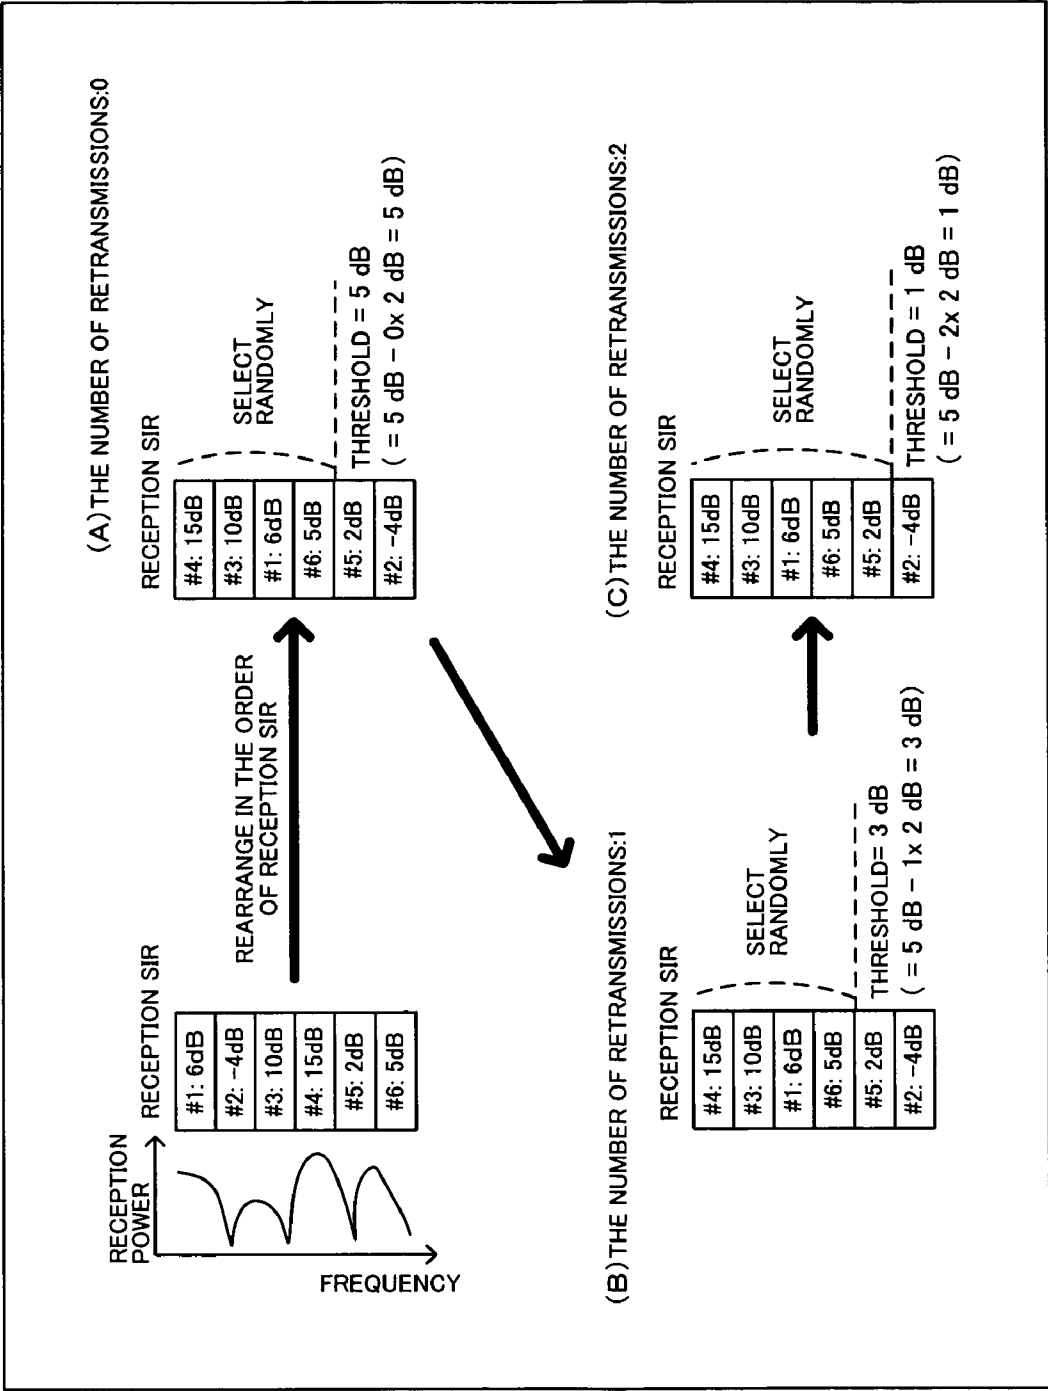 RECEPTION
POWER
FREQUENCY
RECEPTION SIR
#1: 6dB
#2: −4dB
#3: 10dB
#4: 15dB
#5: 2dB
#6: 5dB
REARRANGE IN THE ORDER
OF RECEPTION SIR
(A)THE NUMBER OF RETRANSMISSIONS:0
RECEPTION SIR
#4: 15dB
#3: 10dB
#1: 6dB
#6: 5dB
#5: 2dB
#2: −4dB
SELECT
RANDOMLY
THRESHOLD = 5 dB
( = 5 dB − 0x 2 dB = 5 dB)
(B)THE NUMBER OF RETRANSMISSIONS:1
RECEPTION SIR
#4: 15dB
#3: 10dB
#1: 6dB
#6: 5dB
#5: 2dB
#2: −4dB
SELECT
RANDOMLY
THRESHOLD= 3 dB
( = 5 dB − 1x 2 dB = 3 dB)
(C)THE NUMBER OF RETRANSMISSIONS:2
RECEPTION SIR
#4: 15dB
#3: 10dB
#1: 6dB
#6: 5dB
#5: 2dB
#2: −4dB
SELECT
RANDOMLY
THRESHOLD = 1 dB
( = 5 dB − 2x 2 dB = 1 dB)